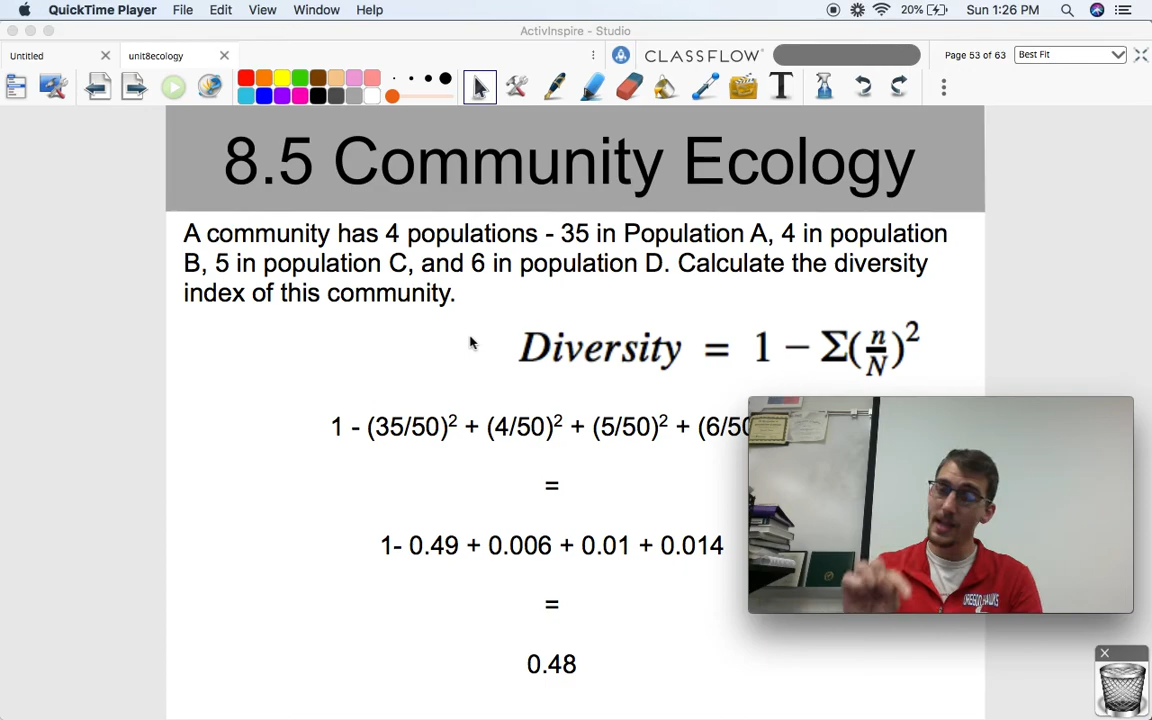 QuickTime Player File Edit View Window Help 20% Sun 1:26 PM
ActivInspire - Studio
Untitled unit8ecology CLASSFLOW Page 53 of 63 Best Fit
8.5 Community Ecology
A community has 4 populations - 35 in Population A, 4 in population
B, 5 in population C, and 6 in population D. Calculate the diversity
index of this community.
Diversity = 1 − Σ(n/N)²
1 - (35/50)² + (4/50)² + (5/50)² + (6/50
=
1- 0.49 + 0.006 + 0.01 + 0.014
=
0.48
OREGON HAWKS